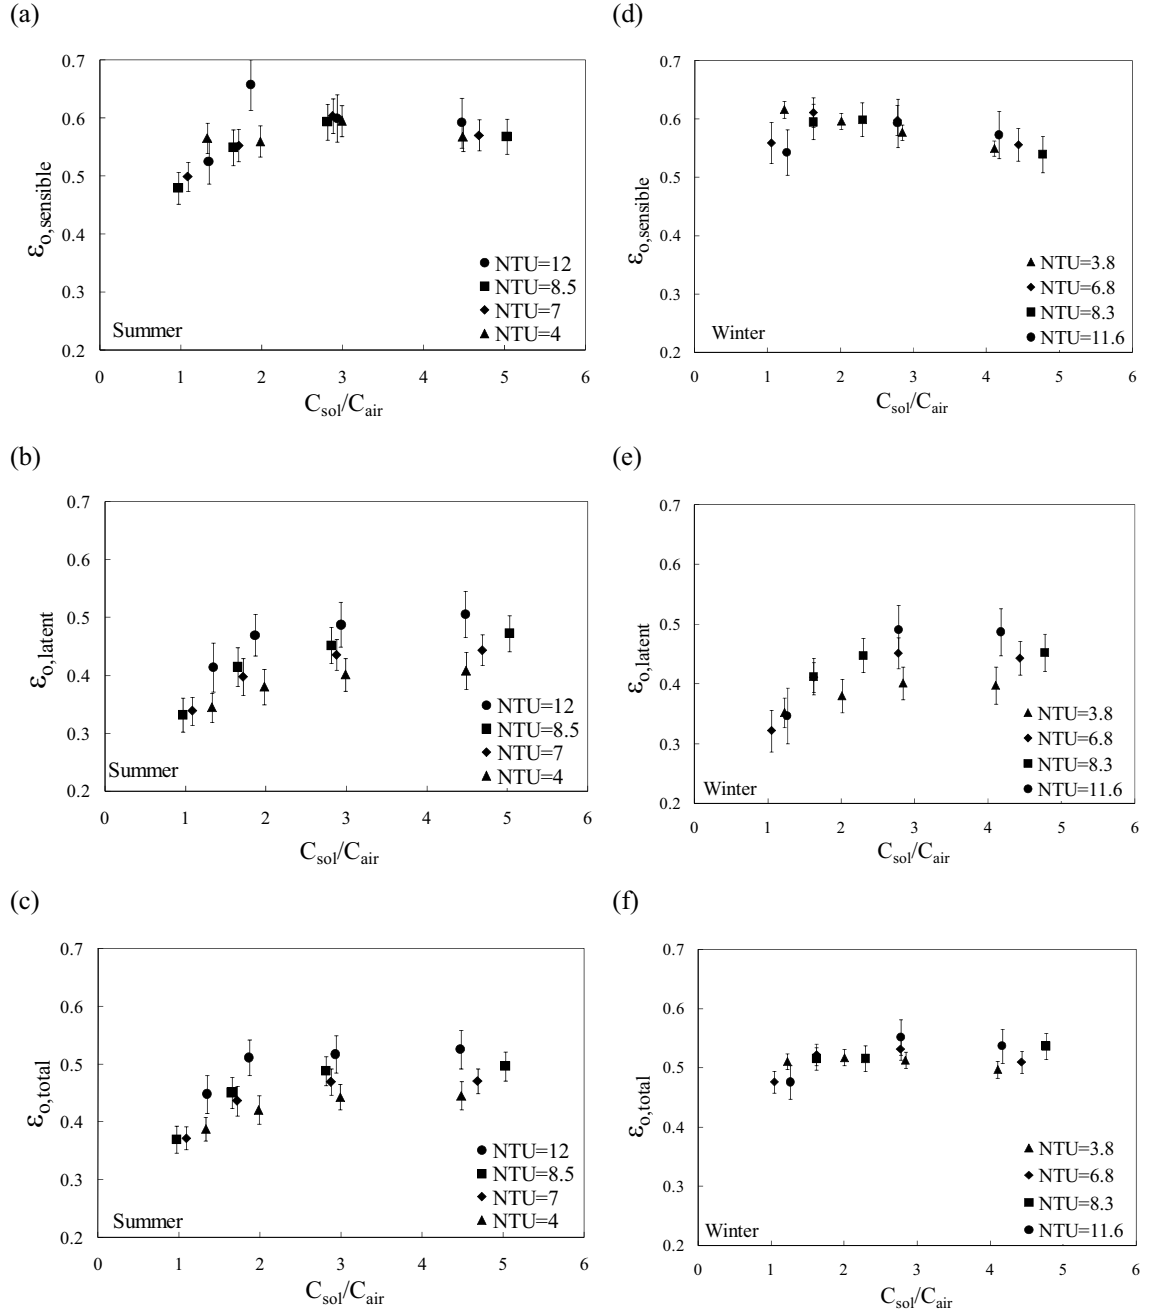 (a)
0.7
0.6
0.5
0.4
0.3
0.2
εo,sensible
NTU=12
NTU=8.5
NTU=7
NTU=4
Summer
0 1 2 3 4 5 6
Csol/Cair
(d)
0.7
0.6
0.5
0.4
0.3
0.2
εo,sensible
NTU=3.8
NTU=6.8
NTU=8.3
NTU=11.6
Winter
0 1 2 3 4 5 6
Csol/Cair
(b)
0.7
0.6
0.5
0.4
0.3
0.2
εo,latent
NTU=12
NTU=8.5
NTU=7
NTU=4
Summer
0 1 2 3 4 5 6
Csol/Cair
(e)
0.7
0.6
0.5
0.4
0.3
0.2
εo,latent
NTU=3.8
NTU=6.8
NTU=8.3
NTU=11.6
Winter
0 1 2 3 4 5 6
Csol/Cair
(c)
0.7
0.6
0.5
0.4
0.3
0.2
εo,total
NTU=12
NTU=8.5
NTU=7
NTU=4
Summer
0 1 2 3 4 5 6
Csol/Cair
(f)
0.7
0.6
0.5
0.4
0.3
0.2
εo,total
NTU=3.8
NTU=6.8
NTU=8.3
NTU=11.6
Winter
0 1 2 3 4 5 6
Csol/Cair